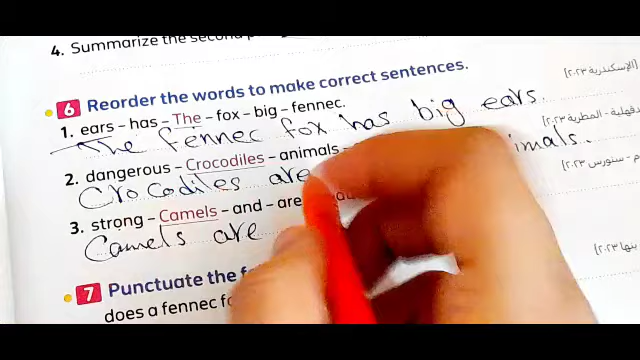 4. Summarize the second
6 Reorder the words to make correct sentences.
1. ears – has – The – fox – big – fennec. [الإسكندرية ٢٠٢٣]
The fennec fox has big ears.
2. dangerous – Crocodiles – animals –
Crocodiles are
3. strong – Camels – and – are
Camels are
7 Punctuate the
does a fennec